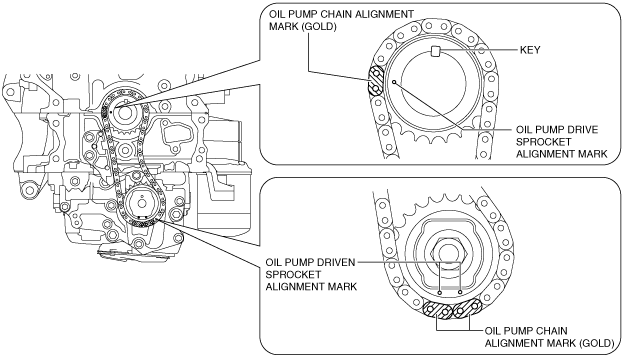 OIL PUMP CHAIN ALIGNMENT
MARK (GOLD)
KEY
OIL PUMP DRIVE
SPROCKET
ALIGNMENT MARK
OIL PUMP DRIVEN
SPROCKET
ALIGNMENT MARK
OIL PUMP CHAIN
ALIGNMENT MARK (GOLD)